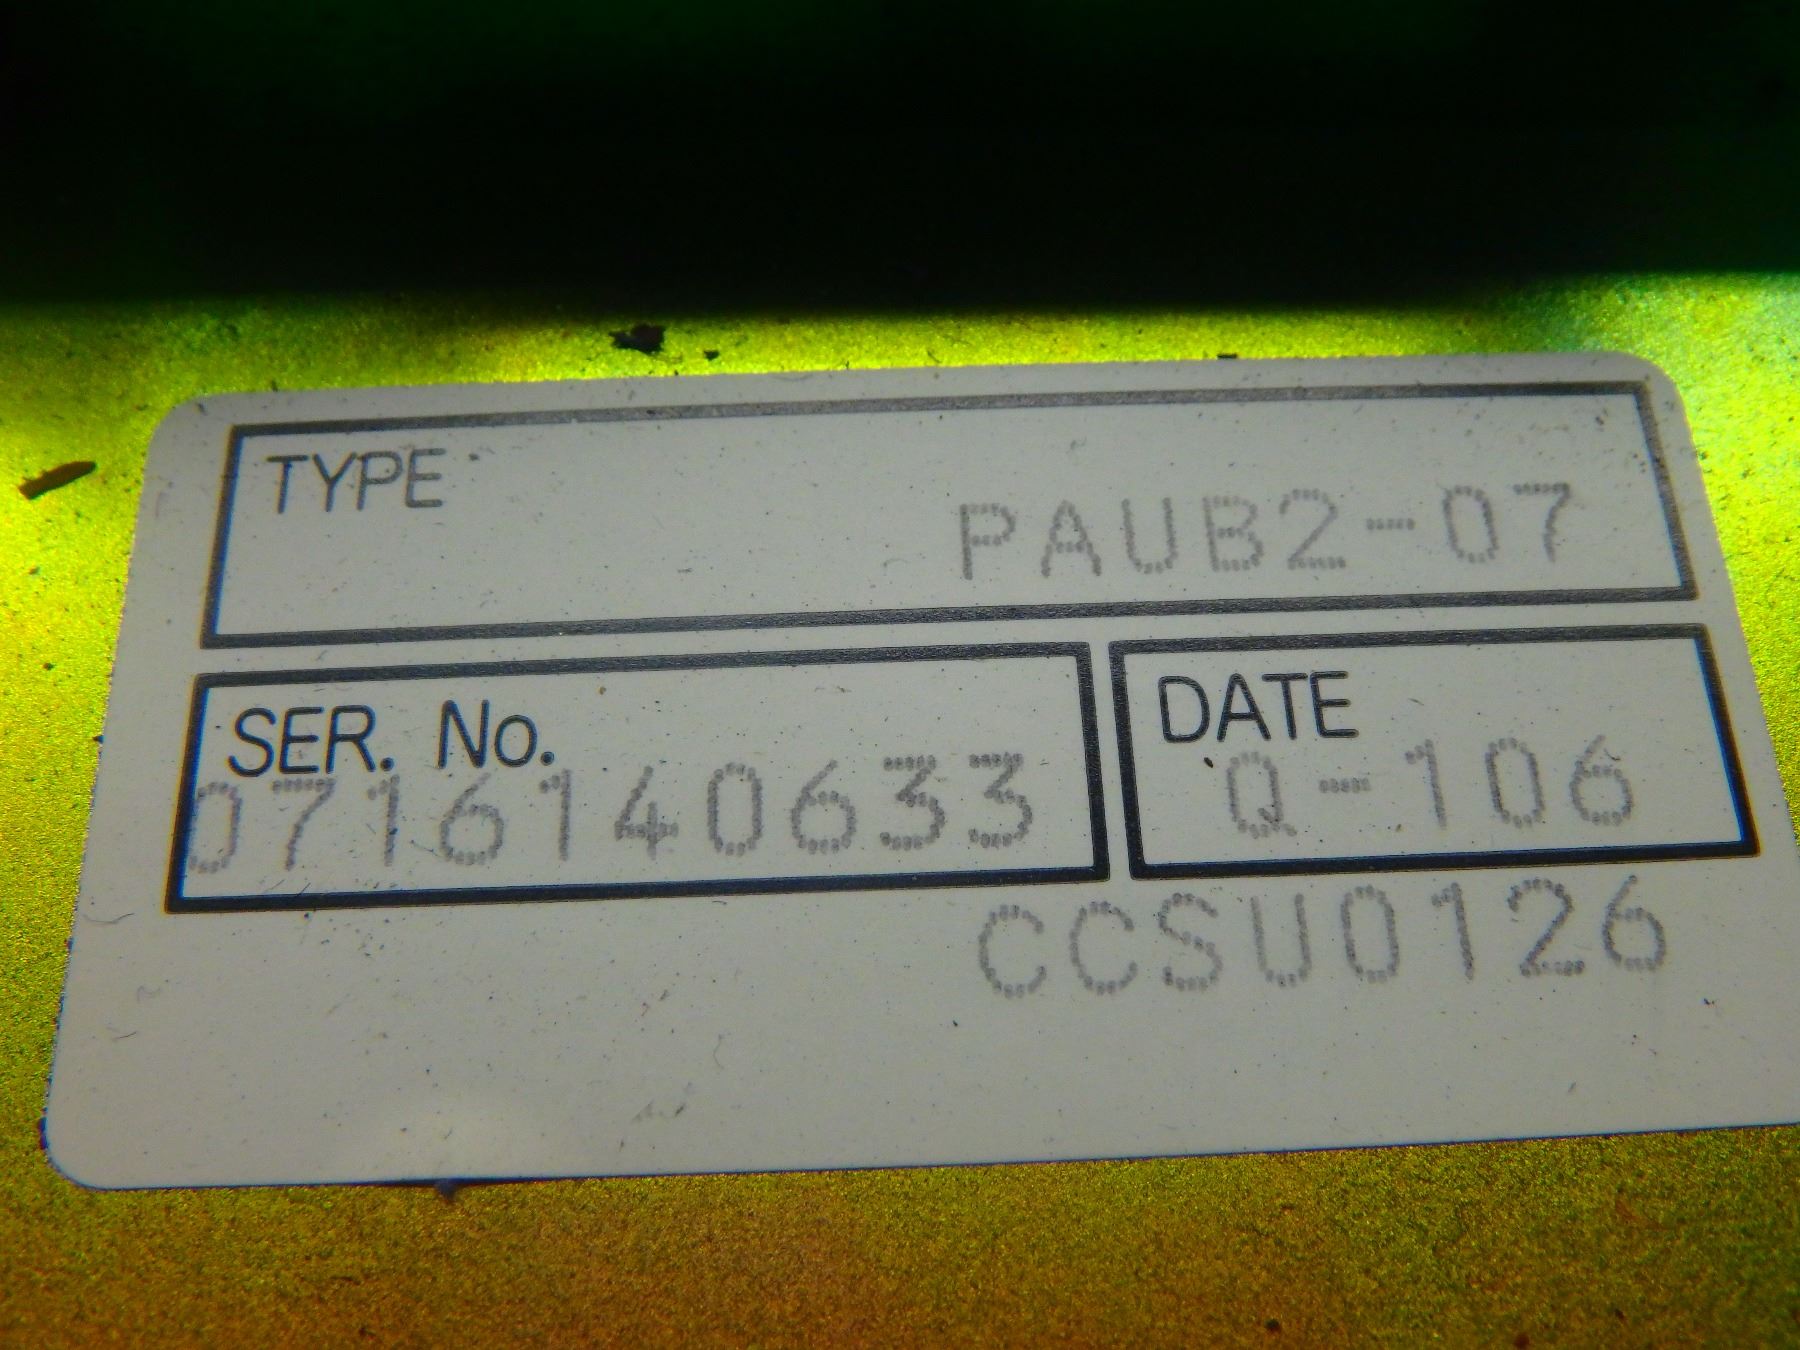 TYPE
PAUB2-07
SER. No.
0716140633
DATE
Q-106
CCSU0126